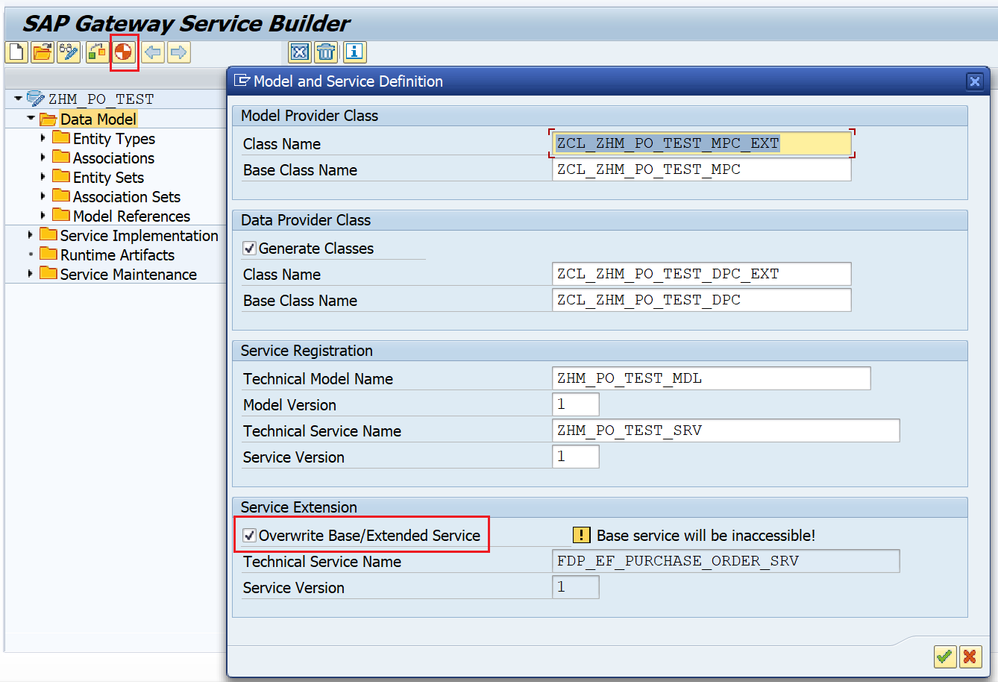 SAP Gateway Service Builder
ZHM_PO_TEST
Data Model
Entity Types
Associations
Entity Sets
Association Sets
Model References
Service Implementation
Runtime Artifacts
Service Maintenance
Model and Service Definition
Model Provider Class
Class Name ZCL_ZHM_PO_TEST_MPC_EXT
Base Class Name ZCL_ZHM_PO_TEST_MPC
Data Provider Class
Generate Classes
Class Name ZCL_ZHM_PO_TEST_DPC_EXT
Base Class Name ZCL_ZHM_PO_TEST_DPC
Service Registration
Technical Model Name ZHM_PO_TEST_MDL
Model Version 1
Technical Service Name ZHM_PO_TEST_SRV
Service Version 1
Service Extension
Overwrite Base/Extended Service ! Base service will be inaccessible!
Technical Service Name FDP_EF_PURCHASE_ORDER_SRV
Service Version 1